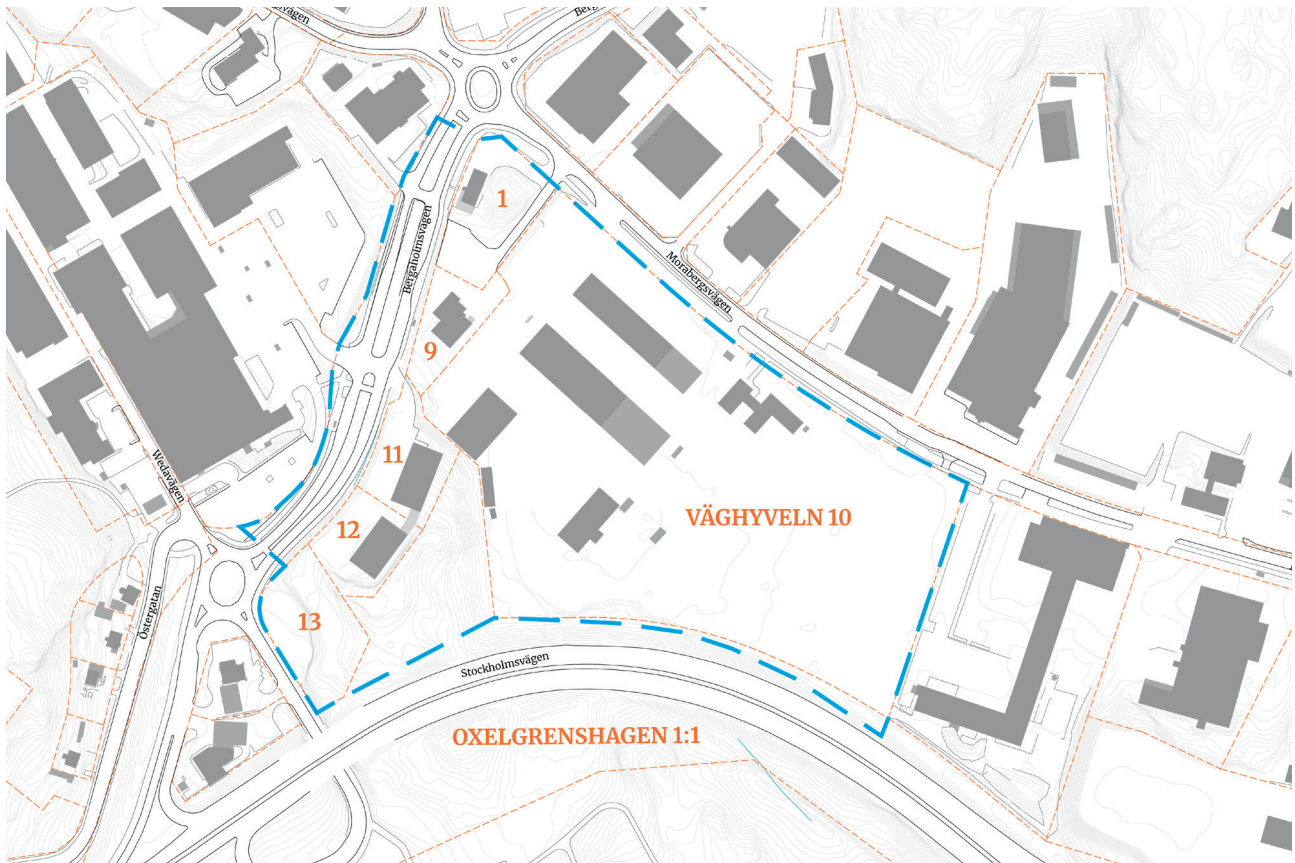 Morabergsvägen
Bergaholmsvägen
1
9
11
12
13
VÄGHYVELN 10
Wedavägen
Östergatan
Stockholmsvägen
OXELGRENSHAGEN 1:1